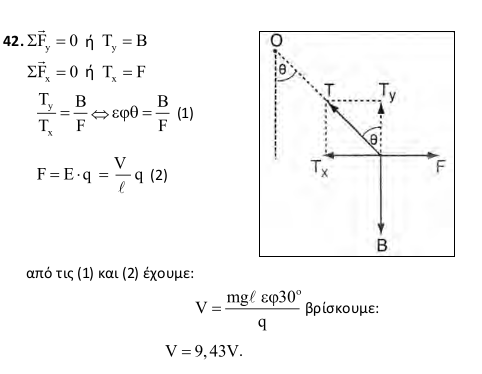 42. ΣF⃗y = 0 ή Ty = B
ΣF⃗x = 0 ή Tx = F
Ty/Tx = B/F ⇔ εφθ = B/F (1)
F = E·q = V/ℓ q (2)
O
θ
T
Ty
θ
Tx
F
B
από τις (1) και (2) έχουμε:
V = mgℓ εφ30°/q βρίσκουμε:
V = 9,43V.